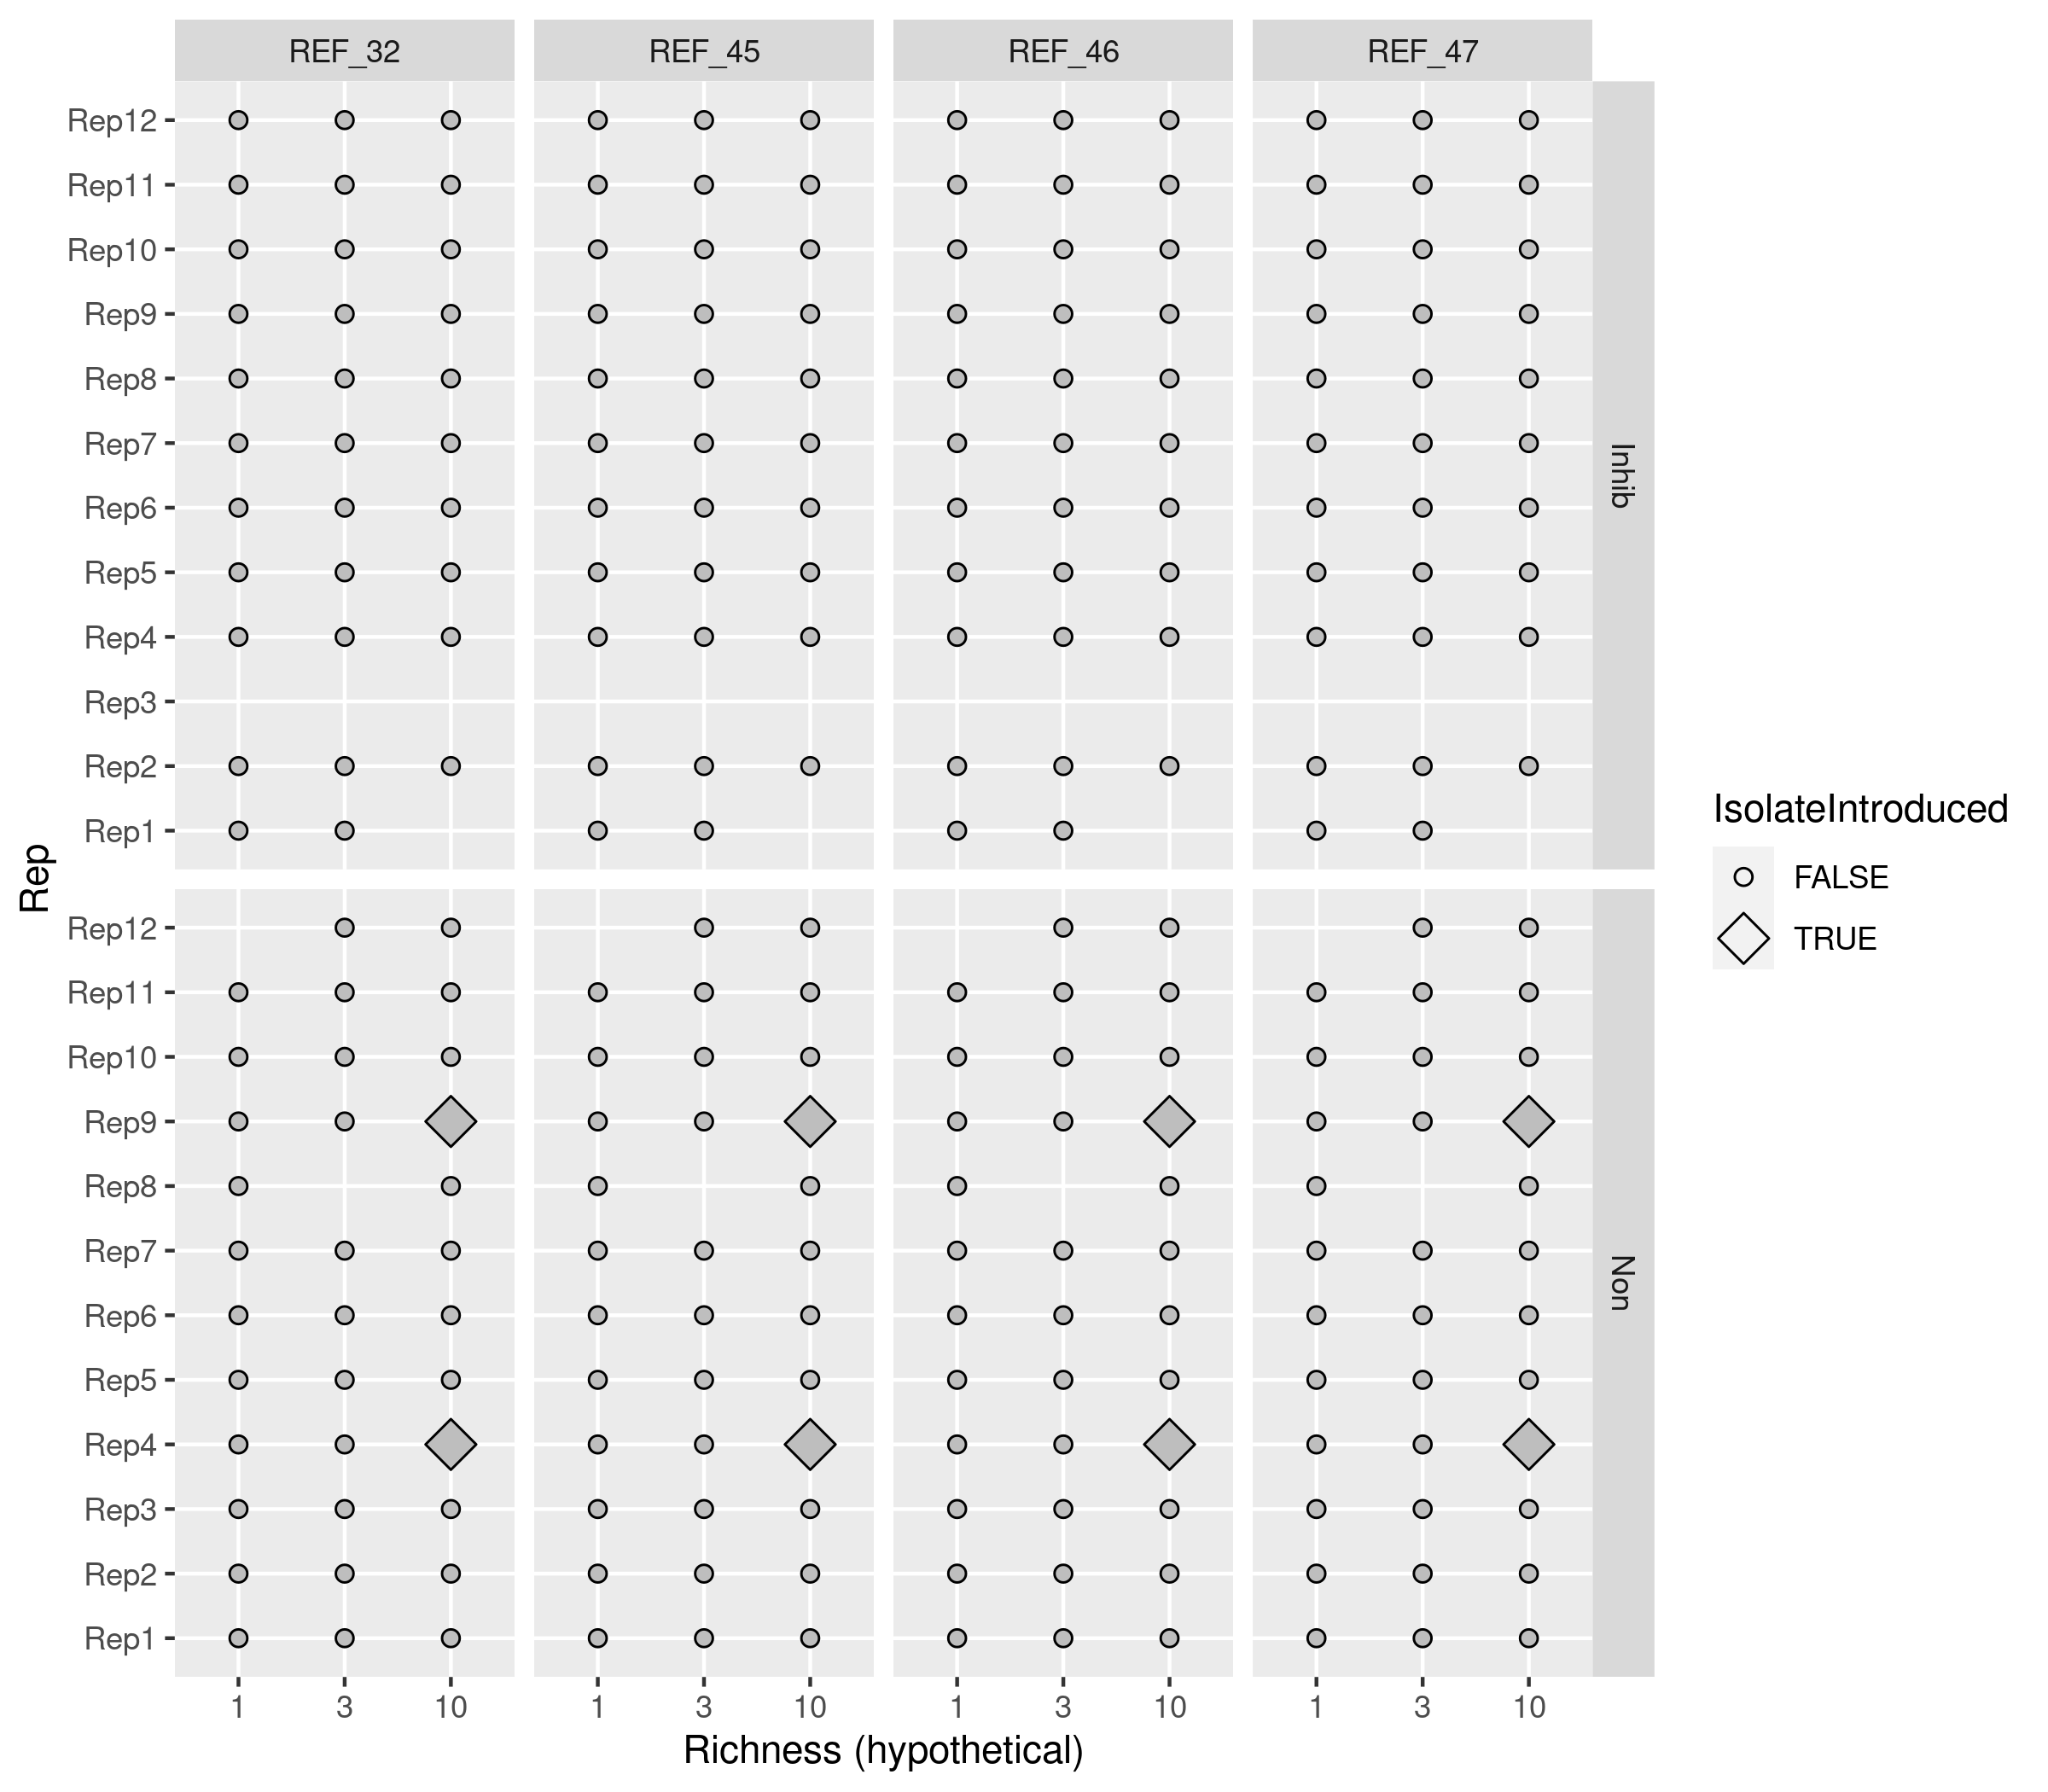 REF_32 REF_45 REF_46 REF_47
Rep12
Rep11
Rep10
Rep9
Rep8
Rep7
Rep6
Rep5
Rep4
Rep3
Rep2
Rep1
Inhib
Rep
Rep12
Rep11
Rep10
Rep9
Rep8
Rep7
Rep6
Rep5
Rep4
Rep3
Rep2
Rep1
Non
1 3 10 1 3 10 1 3 10 1 3 10
Richness (hypothetical)
IsolateIntroduced
FALSE
TRUE